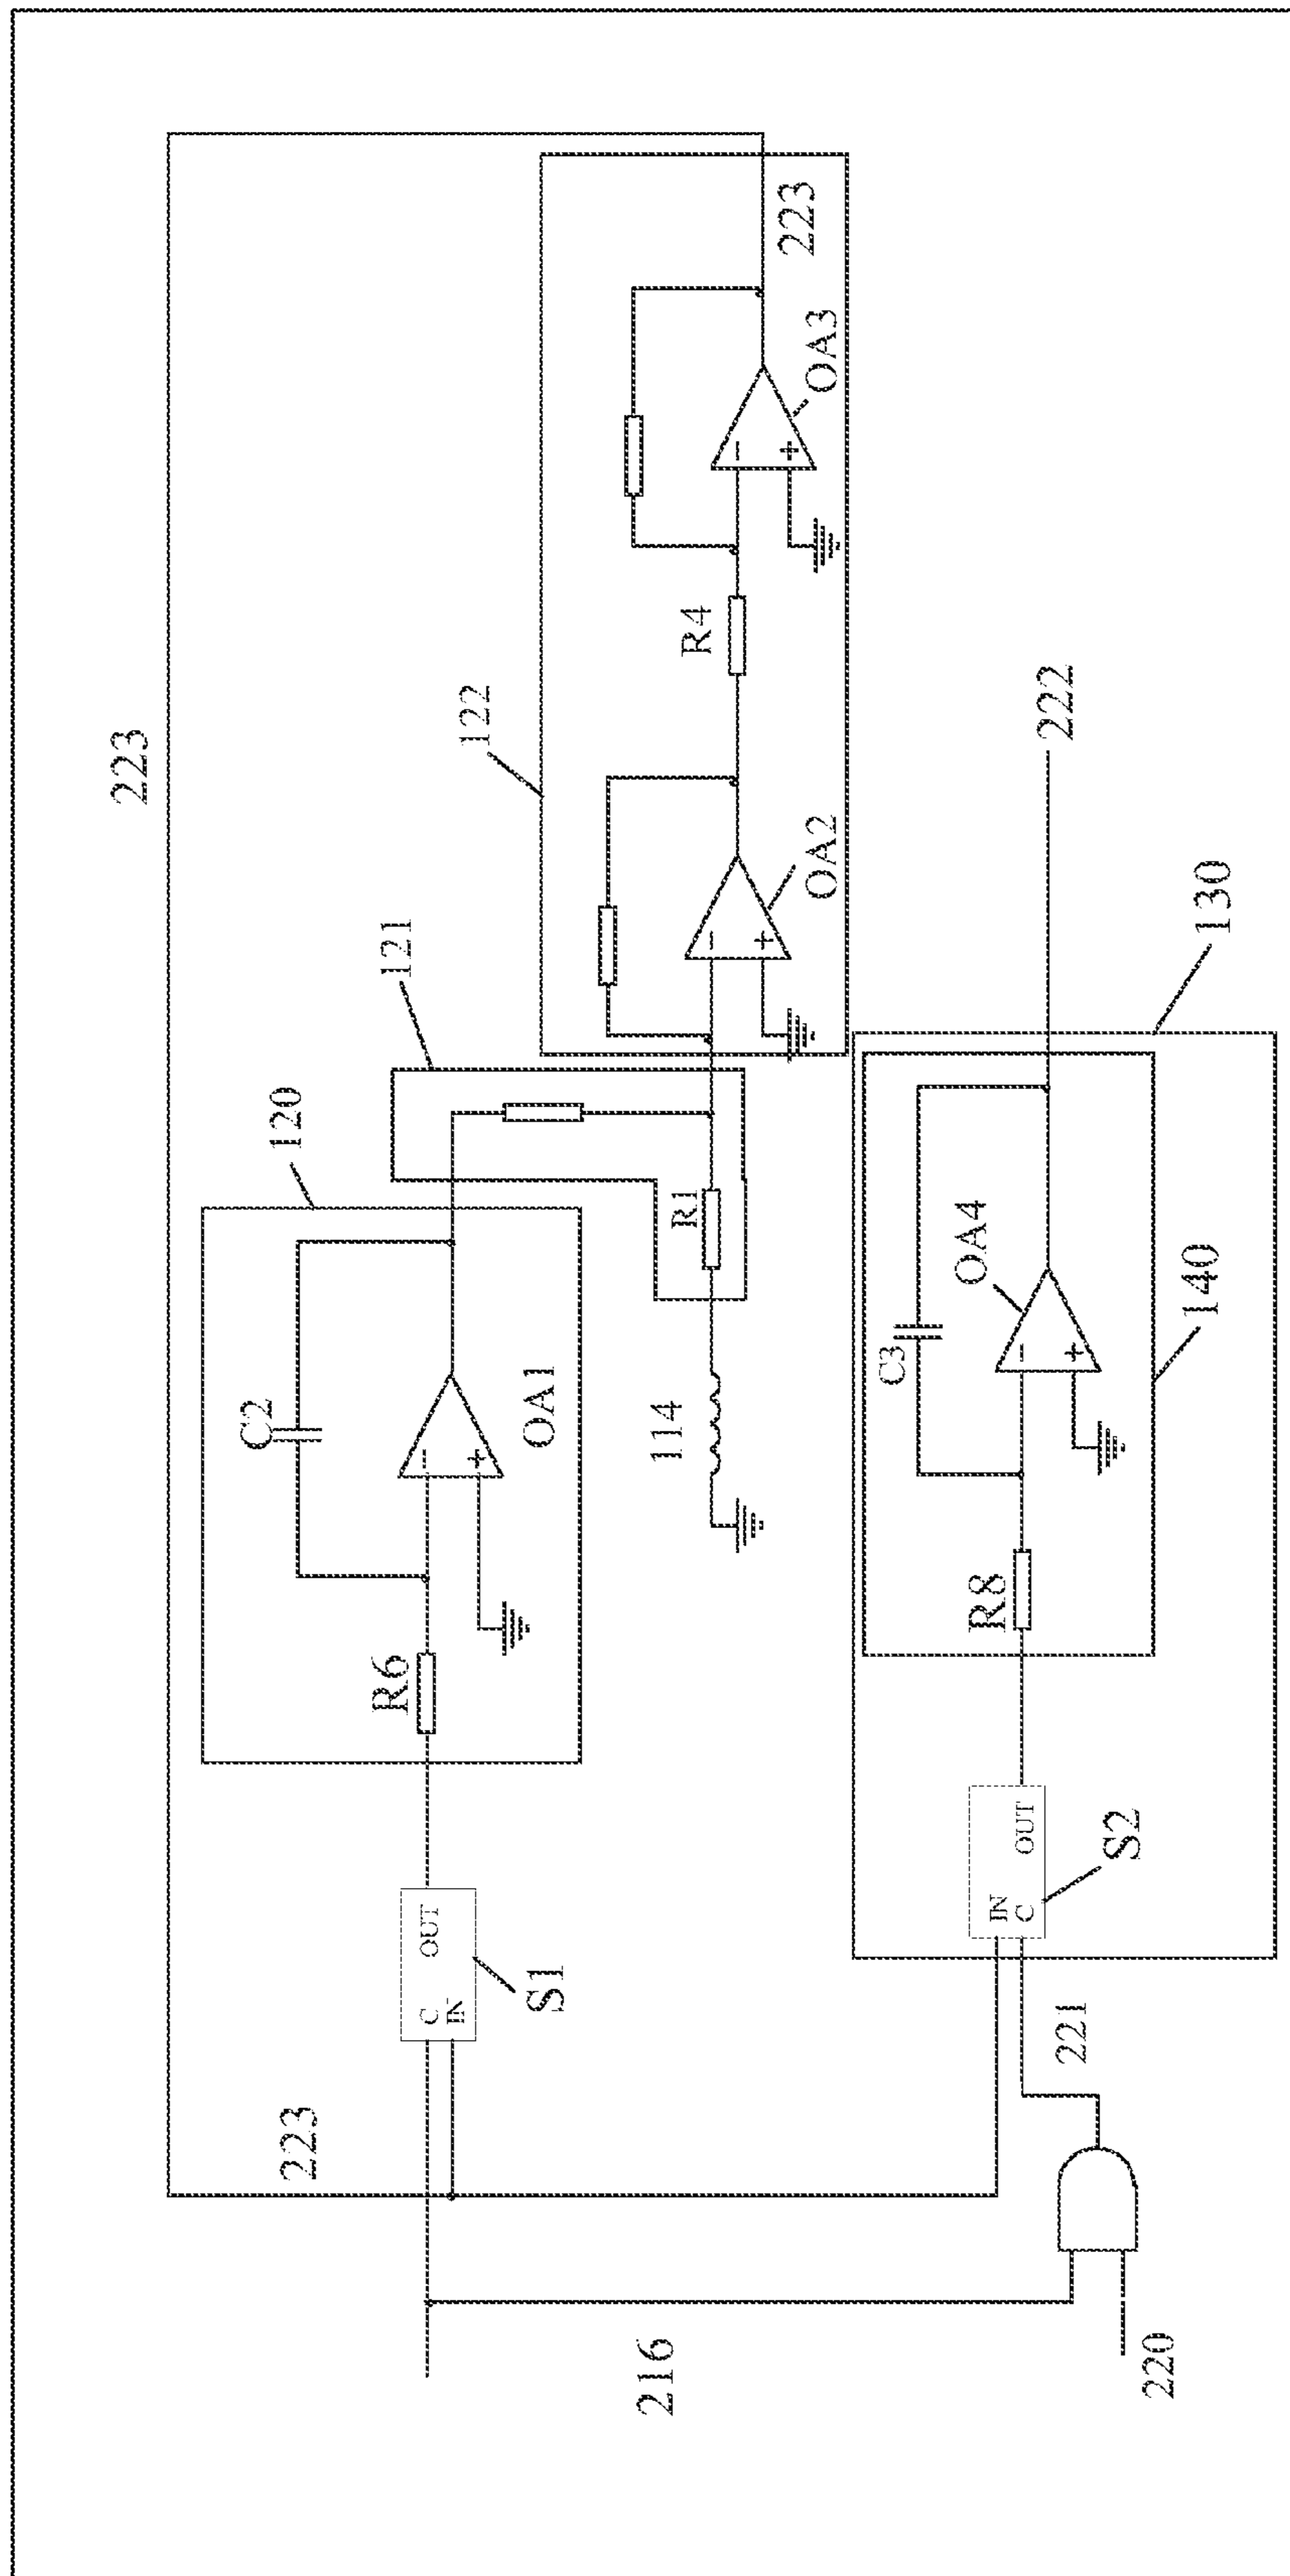 223
122
223
R4
OA3
OA2
121
120
C2
OA1
R6
R1
114
222
130
140
OA4
C3
R8
C
IN
OUT
S1
IN
C
OUT
S2
223
221
216
220
-
+
-
+
-
+
-
+